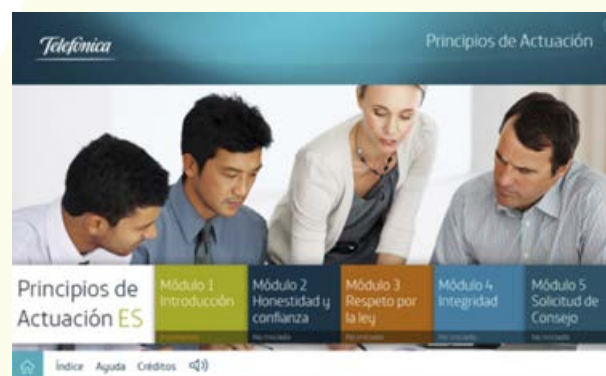 Telefónica
Principios de Actuación
Principios de
Actuación ES
Módulo 1
Introducción
Módulo 2
Honestidad y
confianza
Módulo 3
Respeto por
la ley
Módulo 4
Integridad
Módulo 5
Solicitud de
Consejo
Índice Ayuda Créditos